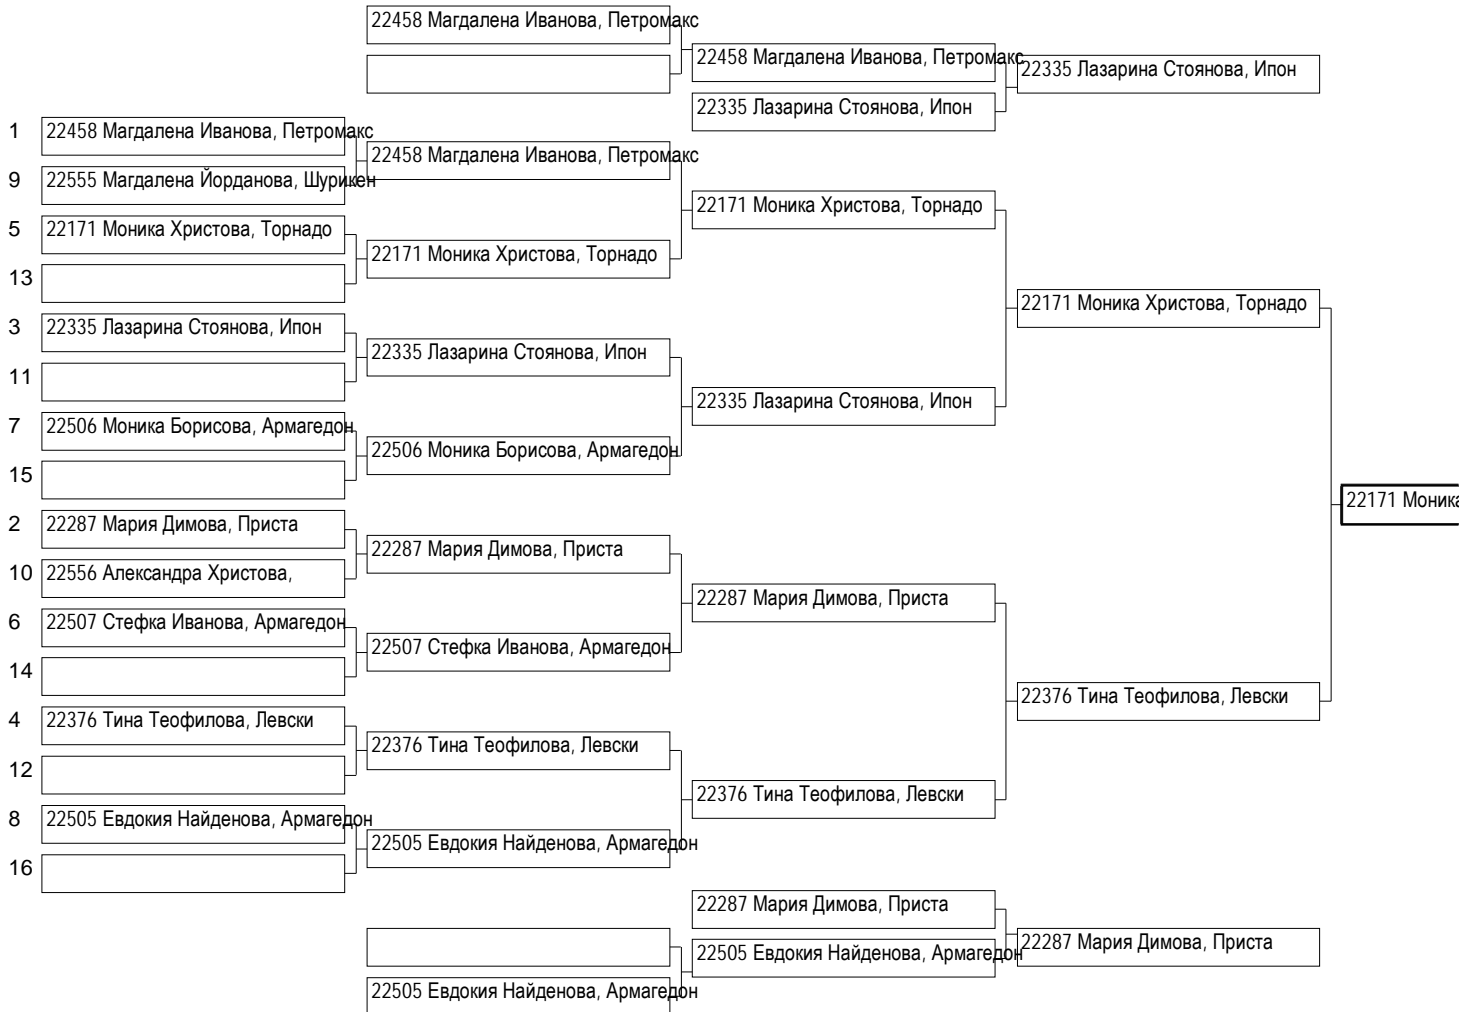 22458 Магдалена Иванова, Петромакс
22458 Магдалена Иванова, Петромакс
22335 Лазарина Стоянова, Ипон
22335 Лазарина Стоянова, Ипон
1 22458 Магдалена Иванова, Петромакс
22458 Магдалена Иванова, Петромакс
9 22555 Магдалена Йорданова, Шурикен
22171 Моника Христова, Торнадо
5 22171 Моника Христова, Торнадо
22171 Моника Христова, Торнадо
13
22171 Моника Христова, Торнадо
3 22335 Лазарина Стоянова, Ипон
22335 Лазарина Стоянова, Ипон
11
22335 Лазарина Стоянова, Ипон
7 22506 Моника Борисова, Армагедон
22506 Моника Борисова, Армагедон
15
22171 Моника
2 22287 Мария Димова, Приста
22287 Мария Димова, Приста
10 22556 Александра Христова,
22287 Мария Димова, Приста
6 22507 Стефка Иванова, Армагедон
22507 Стефка Иванова, Армагедон
14
22376 Тина Теофилова, Левски
4 22376 Тина Теофилова, Левски
22376 Тина Теофилова, Левски
12
22376 Тина Теофилова, Левски
8 22505 Евдокия Найденова, Армагедон
22505 Евдокия Найденова, Армагедон
16
22287 Мария Димова, Приста
22287 Мария Димова, Приста
22505 Евдокия Найденова, Армагедон
22505 Евдокия Найденова, Армагедон